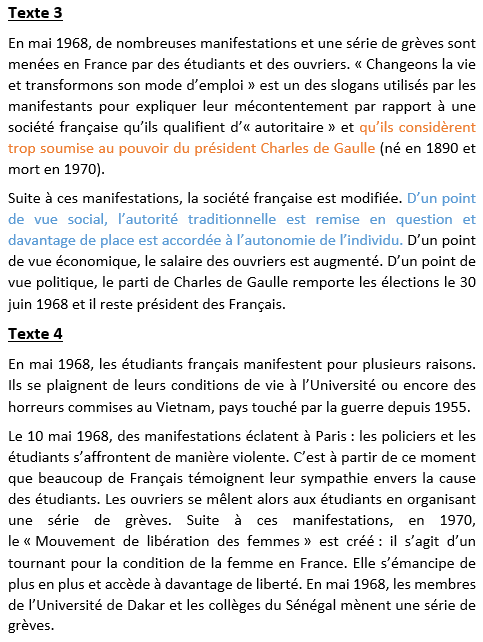 Texte 3
En mai 1968, de nombreuses manifestations et une série de grèves sont
menées en France par des étudiants et des ouvriers. « Changeons la vie
et transformons son mode d’emploi » est un des slogans utilisés par les
manifestants pour expliquer leur mécontentement par rapport à une
société française qu’ils qualifient d’« autoritaire » et qu’ils considèrent
trop soumise au pouvoir du président Charles de Gaulle (né en 1890 et
mort en 1970).
Suite à ces manifestations, la société française est modifiée. D’un point
de vue social, l’autorité traditionnelle est remise en question et
davantage de place est accordée à l’autonomie de l’individu. D’un point
de vue économique, le salaire des ouvriers est augmenté. D’un point de
vue politique, le parti de Charles de Gaulle remporte les élections le 30
juin 1968 et il reste président des Français.
Texte 4
En mai 1968, les étudiants français manifestent pour plusieurs raisons.
Ils se plaignent de leurs conditions de vie à l’Université ou encore des
horreurs commises au Vietnam, pays touché par la guerre depuis 1955.
Le 10 mai 1968, des manifestations éclatent à Paris : les policiers et les
étudiants s’affrontent de manière violente. C’est à partir de ce moment
que beaucoup de Français témoignent leur sympathie envers la cause
des étudiants. Les ouvriers se mêlent alors aux étudiants en organisant
une série de grèves. Suite à ces manifestations, en 1970,
le « Mouvement de libération des femmes » est créé : il s’agit d’un
tournant pour la condition de la femme en France. Elle s’émancipe de
plus en plus et accède à davantage de liberté. En mai 1968, les membres
de l’Université de Dakar et les collèges du Sénégal mènent une série de
grèves.